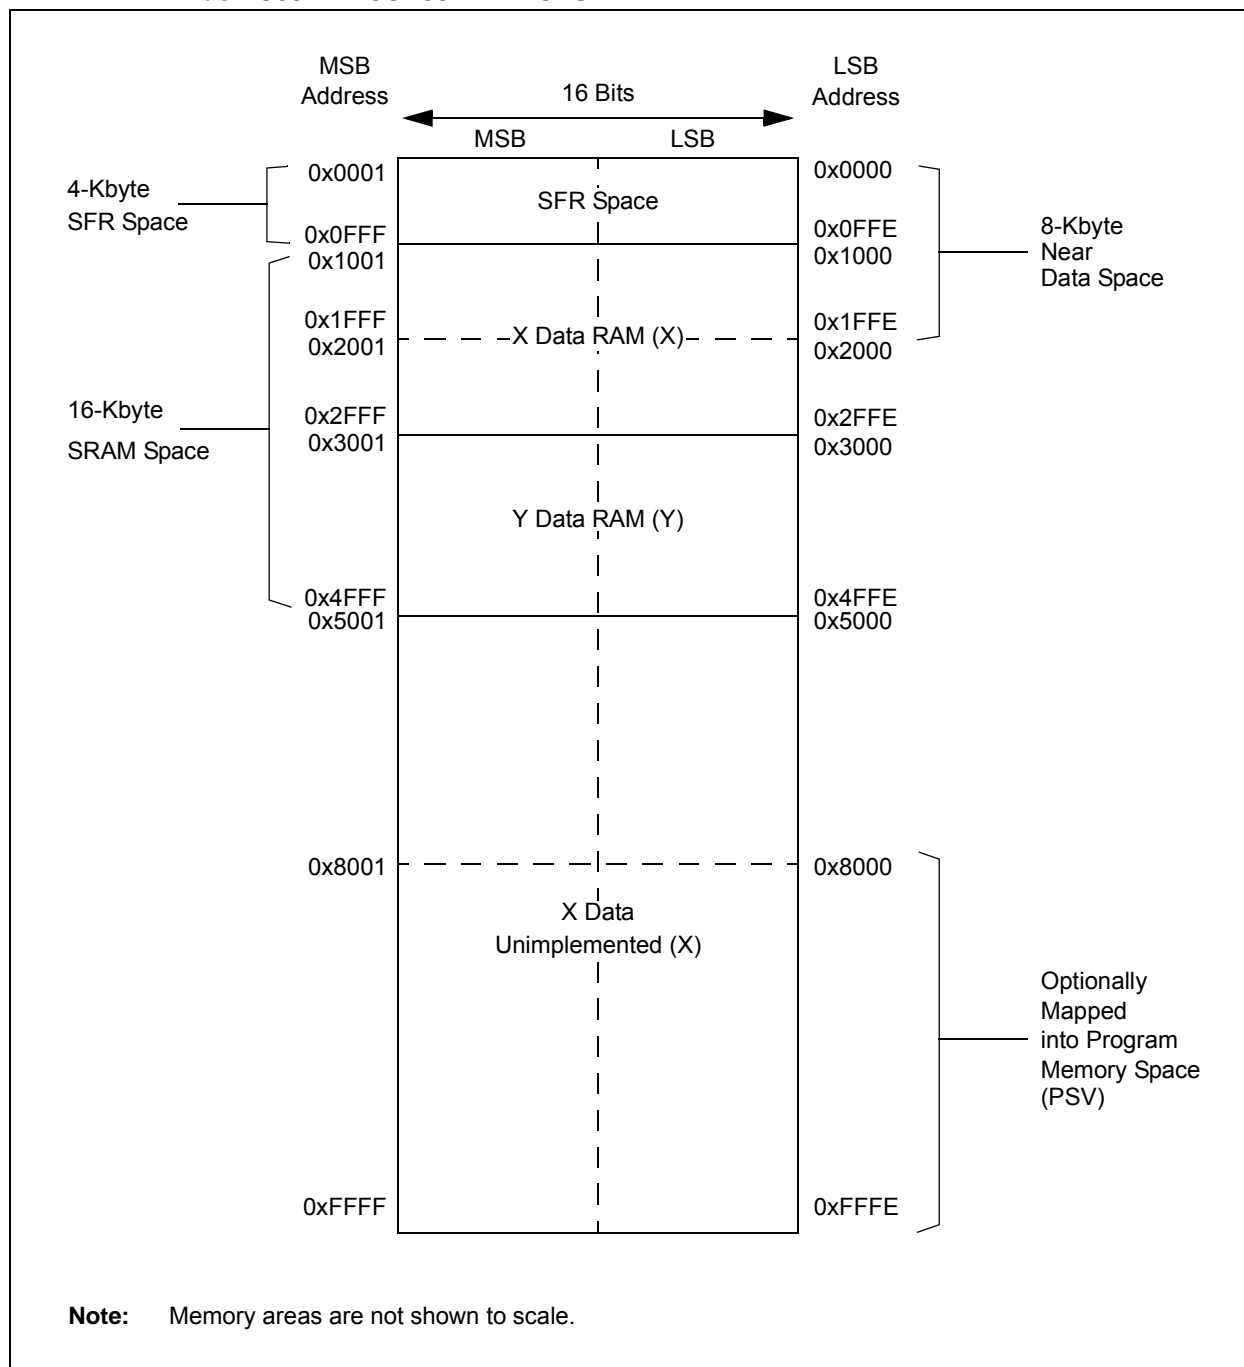 MSB
Address
16 Bits
LSB
Address
MSB
LSB
0x0001
0x0000
4-Kbyte
SFR Space
SFR Space
0x0FFF
0x0FFE
0x1001
0x1000
8-Kbyte
Near
Data Space
0x1FFF
0x1FFE
X Data RAM (X)
0x2001
0x2000
16-Kbyte
SRAM Space
0x2FFF
0x2FFE
0x3001
0x3000
Y Data RAM (Y)
0x4FFF
0x4FFE
0x5001
0x5000
0x8001
0x8000
X Data
Unimplemented (X)
Optionally
Mapped
into Program
Memory Space
(PSV)
0xFFFF
0xFFFE
Note: Memory areas are not shown to scale.